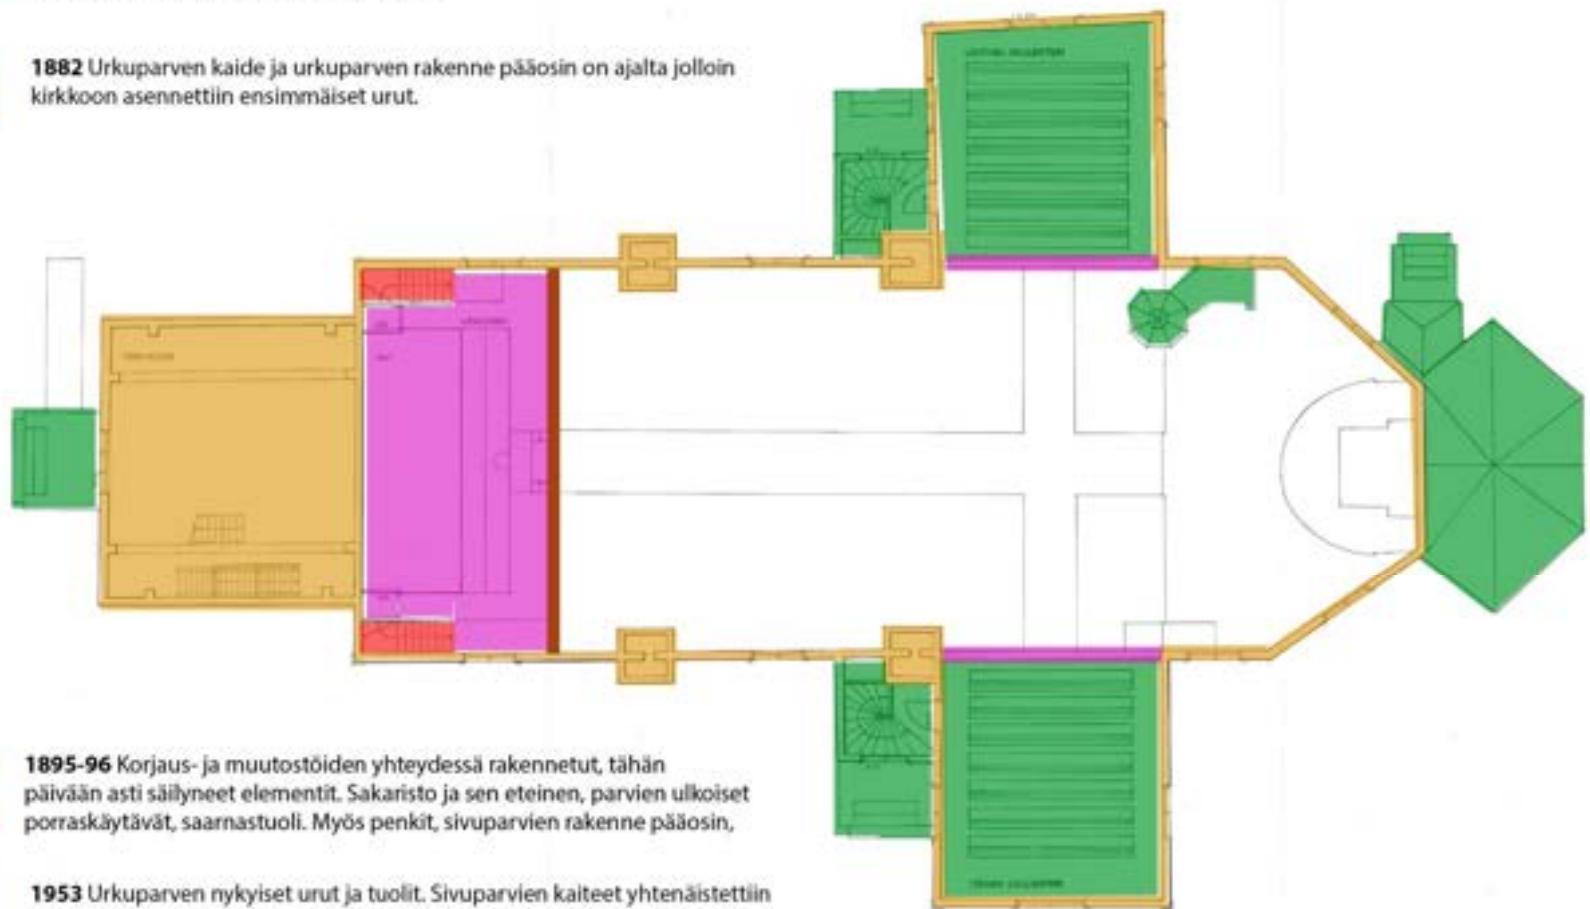 1882 Urkuparven kaide ja urkuparven rakenne pääosin on ajalta jolloin
kirkkoon asennettiin ensimmäiset urut.
1895-96 Korjaus- ja muutostöiden yhteydessä rakennetut, tähän
päivään asti säilyneet elementit. Sakaristo ja sen eteinen, parvien ulkoiset
porraskäytävät, saarnastuoli. Myös penkit, sivuparvien rakenne pääosin,
1953 Urkuparven nykyiset urut ja tuolit. Sivuparvien kaiteet yhtenäistettiin